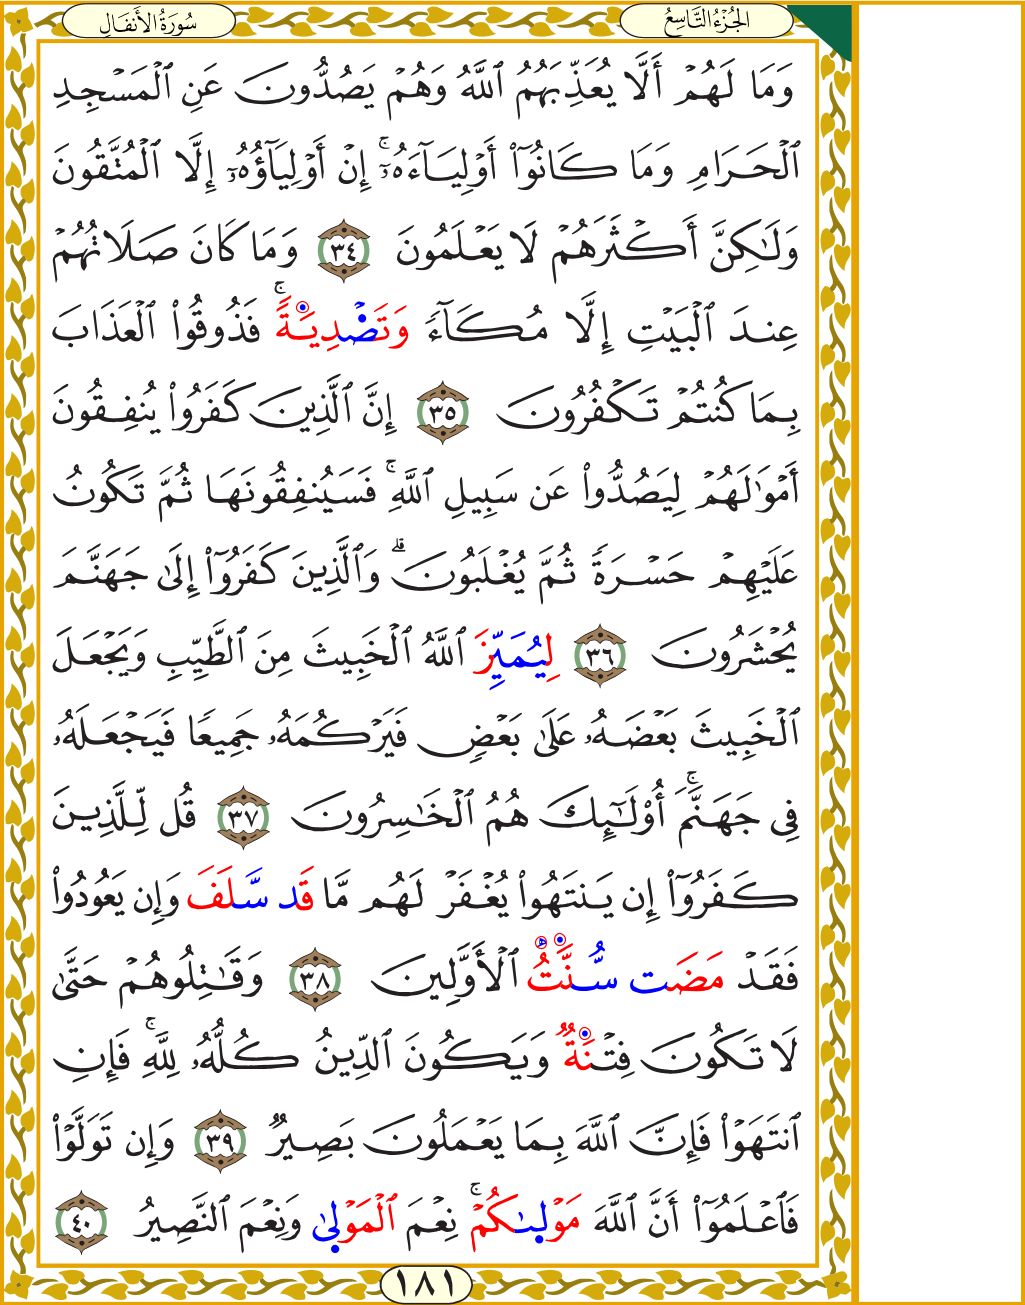 الجُزْءُ التَّاسِعُ
سُورَةُ الأَنفَالِ
وَمَا لَهُمْ أَلَّا يُعَذِّبَهُمُ ٱللَّهُ وَهُمْ يَصُدُّونَ عَنِ ٱلْمَسْجِدِ
ٱلْحَرَامِ وَمَا كَانُوٓا۟ أَوْلِيَآءَهُۥٓ ۚ إِنْ أَوْلِيَآؤُهُۥٓ إِلَّا ٱلْمُتَّقُونَ
وَلَٰكِنَّ أَكْثَرَهُمْ لَا يَعْلَمُونَ ٣٤ وَمَا كَانَ صَلَاتُهُمْ
عِندَ ٱلْبَيْتِ إِلَّا مُكَآءً وَتَصْدِيَةً ۚ فَذُوقُوا۟ ٱلْعَذَابَ
بِمَا كُنتُمْ تَكْفُرُونَ ٣٥ إِنَّ ٱلَّذِينَ كَفَرُوا۟ يُنفِقُونَ
أَمْوَٰلَهُمْ لِيَصُدُّوا۟ عَن سَبِيلِ ٱللَّهِ ۚ فَسَيُنفِقُونَهَا ثُمَّ تَكُونُ
عَلَيْهِمْ حَسْرَةً ثُمَّ يُغْلَبُونَ ۗ وَٱلَّذِينَ كَفَرُوٓا۟ إِلَىٰ جَهَنَّمَ
يُحْشَرُونَ ٣٦ لِيُمَيِّزَ ٱللَّهُ ٱلْخَبِيثَ مِنَ ٱلطَّيِّبِ وَيَجْعَلَ
ٱلْخَبِيثَ بَعْضَهُۥ عَلَىٰ بَعْضٍ فَيَرْكُمَهُۥ جَمِيعًا فَيَجْعَلَهُۥ
فِى جَهَنَّمَ ۚ أُو۟لَٰٓئِكَ هُمُ ٱلْخَٰسِرُونَ ٣٧ قُل لِّلَّذِينَ
كَفَرُوٓا۟ إِن يَنتَهُوا۟ يُغْفَرْ لَهُم مَّا قَد سَّلَفَ وَإِن يَعُودُوا۟
فَقَدْ مَضَت سُّنَّتُ ٱلْأَوَّلِينَ ٣٨ وَقَٰتِلُوهُمْ حَتَّىٰ
لَا تَكُونَ فِتْنَةٌ وَيَكُونَ ٱلدِّينُ كُلُّهُۥ لِلَّهِ ۚ فَإِنِ
ٱنتَهَوْا۟ فَإِنَّ ٱللَّهَ بِمَا يَعْمَلُونَ بَصِيرٌ ٣٩ وَإِن تَوَلَّوْا۟
فَٱعْلَمُوٓا۟ أَنَّ ٱللَّهَ مَوْلَىٰكُمْ ۚ نِعْمَ ٱلْمَوْلَىٰ وَنِعْمَ ٱلنَّصِيرُ ٤٠
١٨١